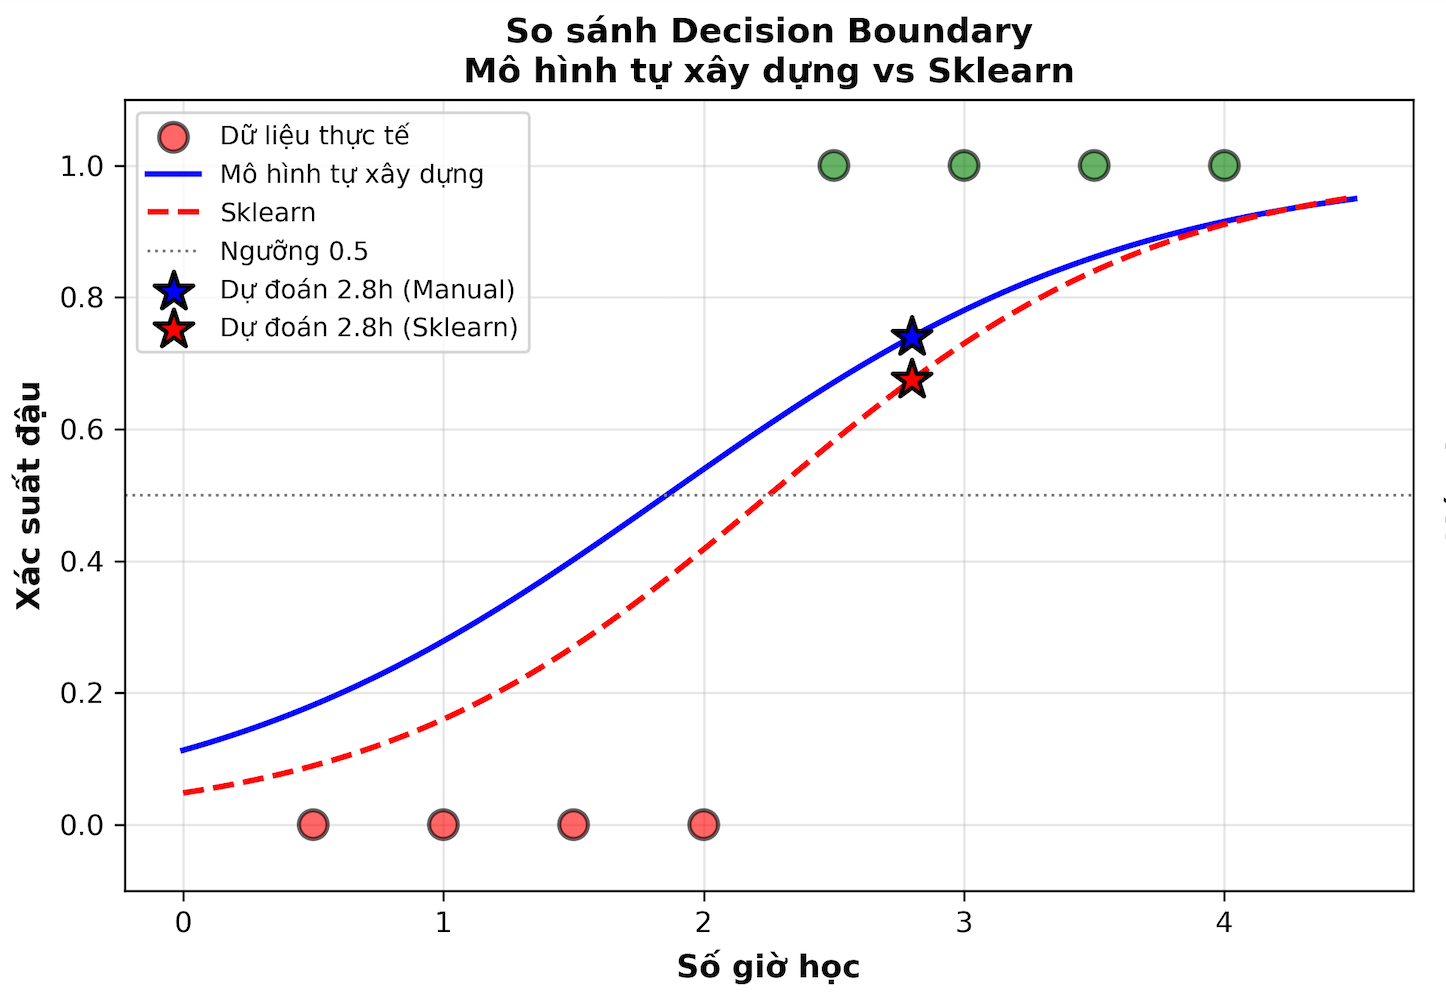 So sánh Decision Boundary
Mô hình tự xây dựng vs Sklearn
Dữ liệu thực tế
Mô hình tự xây dựng
Sklearn
Ngưỡng 0.5
Dự đoán 2.8h (Manual)
Dự đoán 2.8h (Sklearn)
Xác suất đậu
1.0
0.8
0.6
0.4
0.2
0.0
0 1 2 3 4
Số giờ học